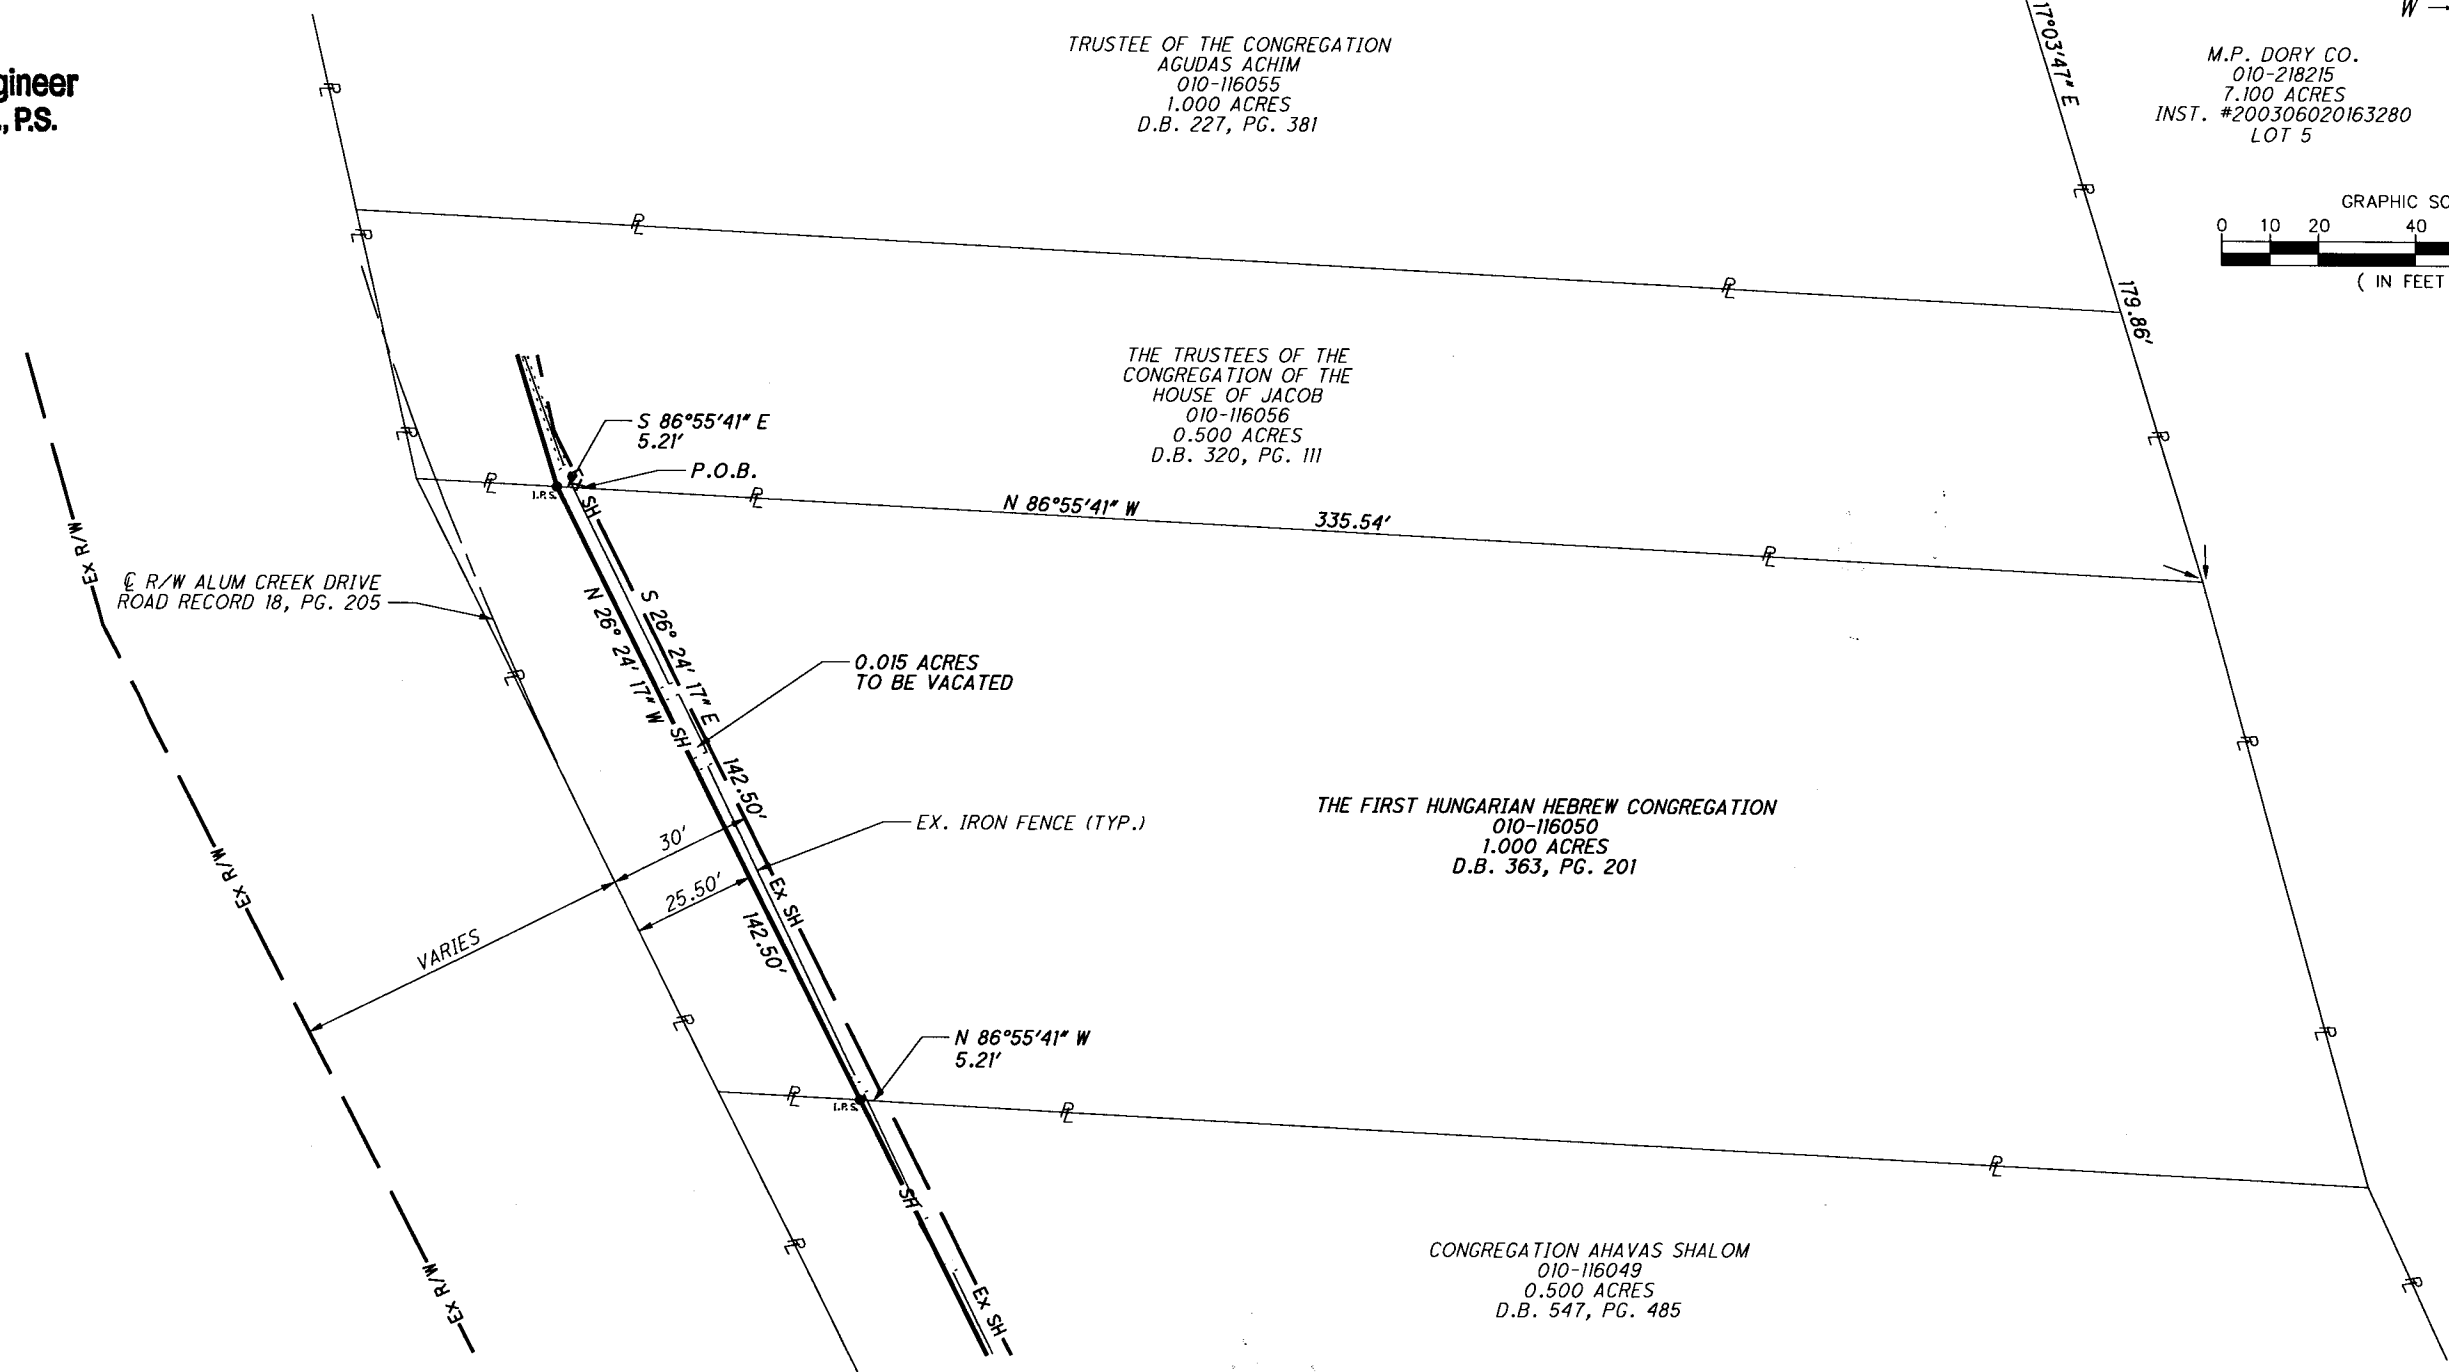 W
TRUSTEE OF THE CONGREGATION
AGUDAS ACHIM
010-116055
1.000 ACRES
D.B. 227, PG. 381
17°03'47" E
M.P. DORY CO.
010-218215
7.100 ACRES
INST. #200306020163280
LOT 5
gineer
., P.S.
GRAPHIC SC
0 10 20 40
( IN FEET
179.86'
THE TRUSTEES OF THE
CONGREGATION OF THE
HOUSE OF JACOB
010-116056
0.500 ACRES
D.B. 320, PG. 111
S 86°55'41" E
5.21'
P.O.B.
I.P.S.
SH
N 86°55'41" W
335.54'
Ex R/W
℄ R/W ALUM CREEK DRIVE
ROAD RECORD 18, PG. 205
N 26° 24' 17" W
S 26° 24' 17" E
0.015 ACRES
TO BE VACATED
SH
142.50'
THE FIRST HUNGARIAN HEBREW CONGREGATION
010-116050
1.000 ACRES
D.B. 363, PG. 201
EX. IRON FENCE (TYP.)
30'
25.50'
Ex SH
142.50'
Ex R/W
VARIES
N 86°55'41" W
5.21'
I.P.S.
SH
CONGREGATION AHAVAS SHALOM
010-116049
0.500 ACRES
D.B. 547, PG. 485
Ex R/W
Ex SH